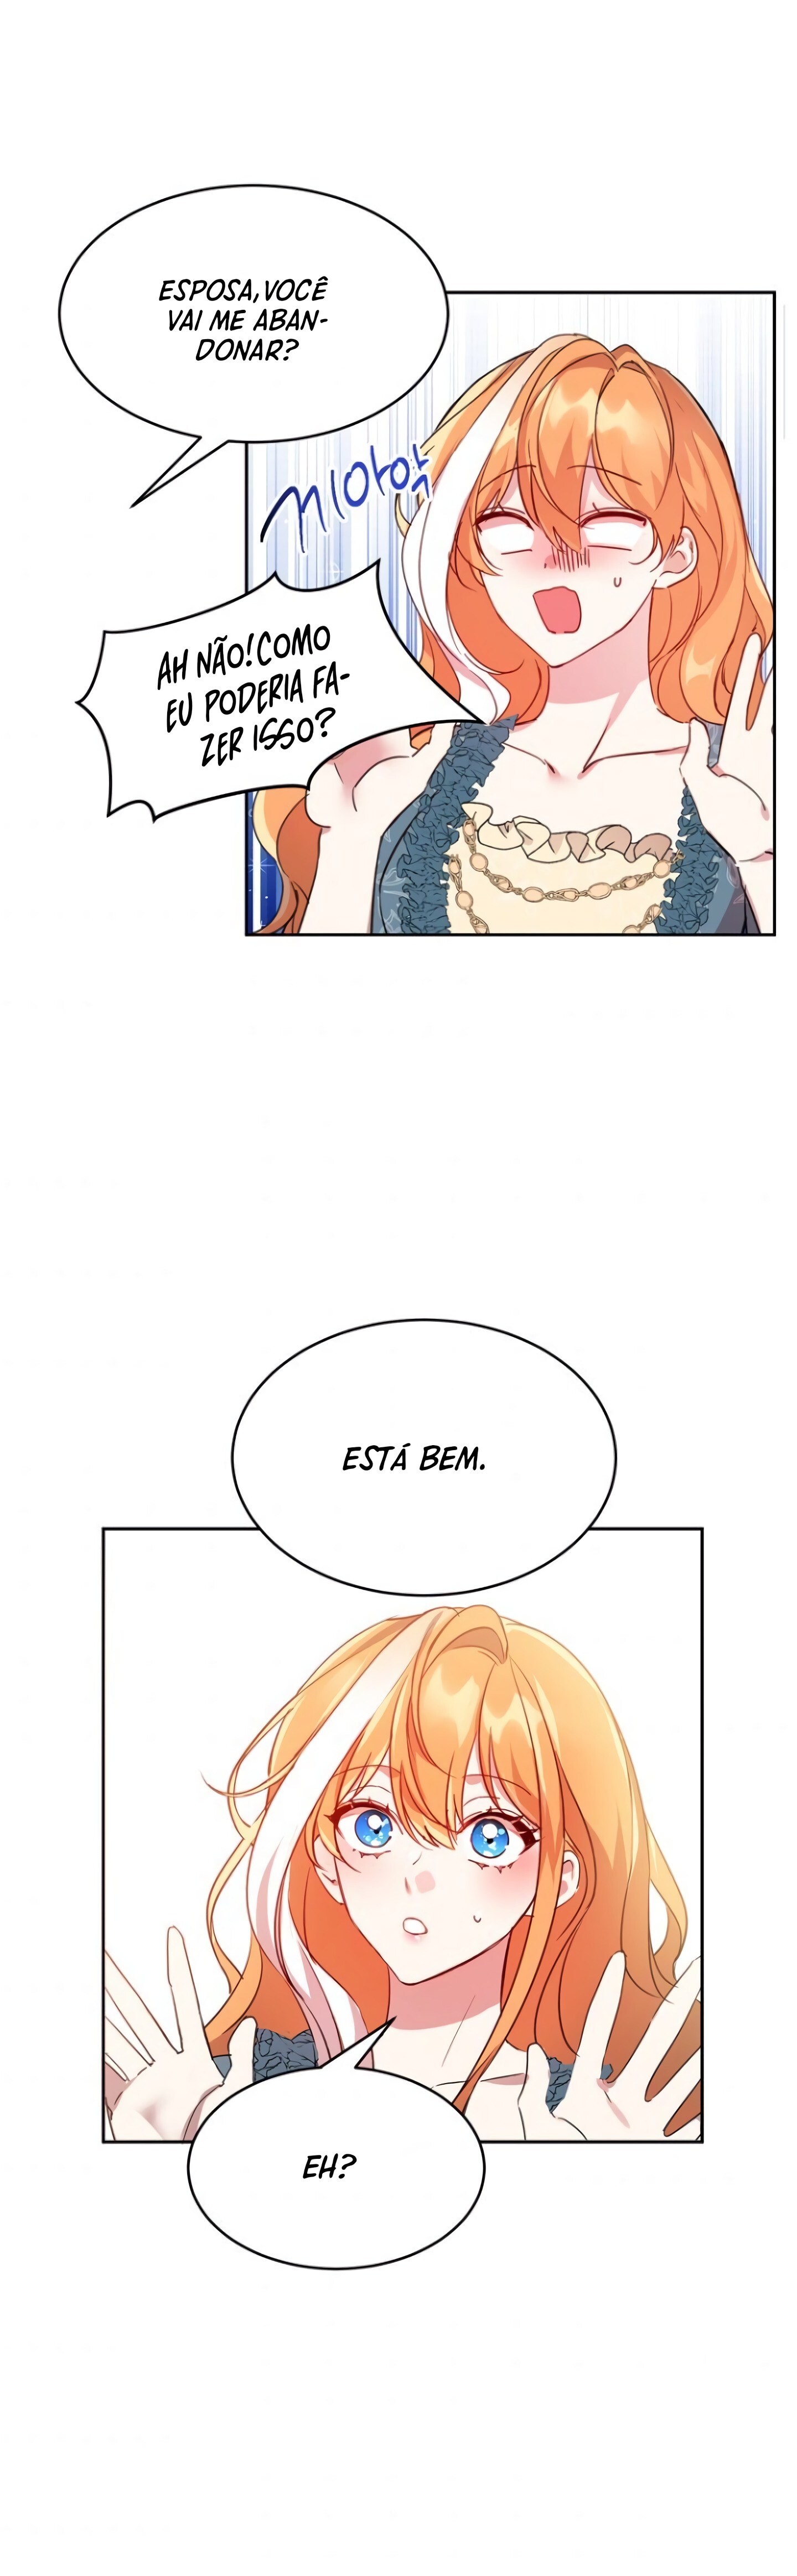 ESPOSA,VOCÊ
VAI ME ABAN-
DONAR?
끼야악
AH NÃO!COMO
EU PODERIA FA-
ZER ISSO?
ESTÁ BEM.
EH?